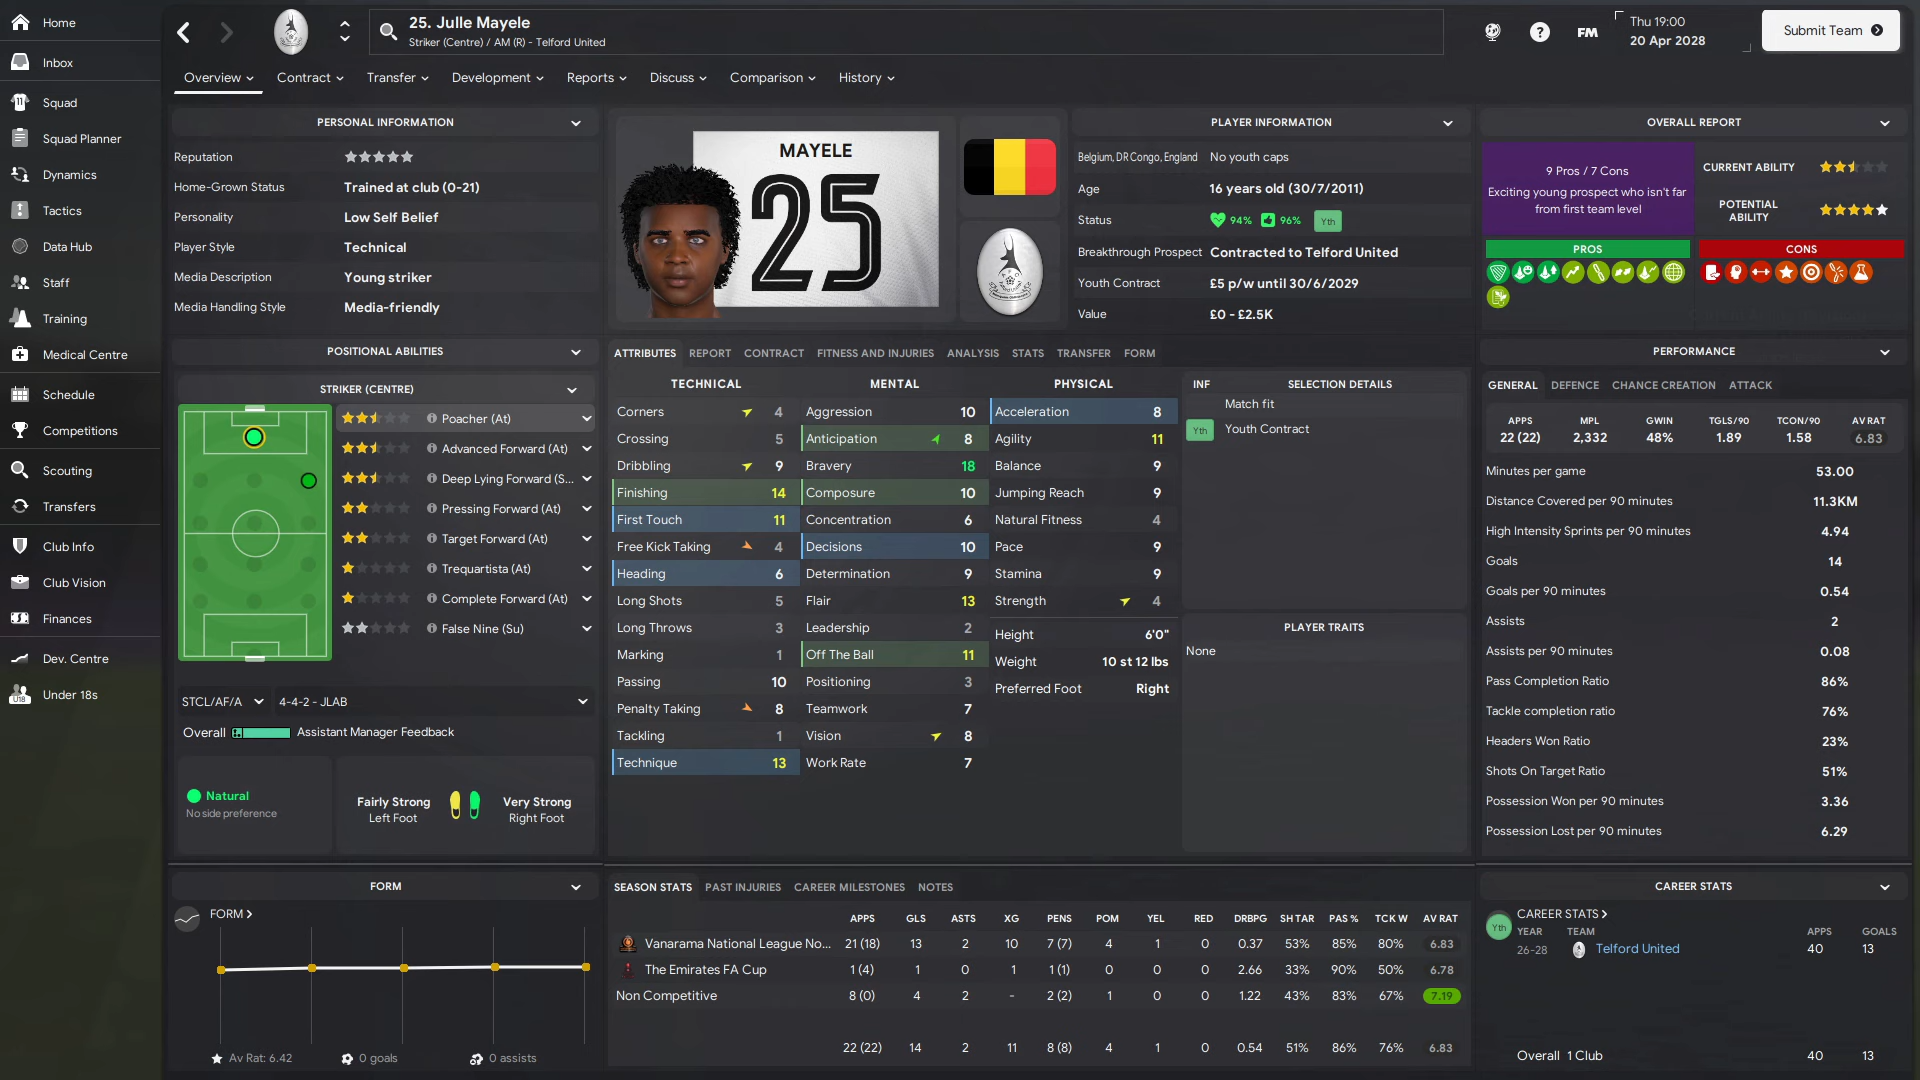 Home
Inbox
Squad
Squad Planner
Dynamics
Tactics
Data Hub
Staff
Training
Medical Centre
Schedule
Competitions
Scouting
Transfers
Club Info
Club Vision
Finances
Dev. Centre
Under 18s
25. Julle Mayele
Striker (Centre) / AM (R) - Telford United
FM
Thu 19:00
20 Apr 2028
Submit Team
Overview
Contract
Transfer
Development
Reports
Discuss
Comparison
History
PERSONAL INFORMATION
Reputation
Home-Grown Status Trained at club (0-21)
Personality Low Self Belief
Player Style Technical
Media Description Young striker
Media Handling Style Media-friendly
MAYELE
25
PLAYER INFORMATION
Belgium, DR Congo, England No youth caps
Age 16 years old (30/7/2011)
Status 94% 96% Yth
Breakthrough Prospect Contracted to Telford United
Youth Contract £5 p/w until 30/6/2029
Value £0 - £2.5K
OVERALL REPORT
9 Pros / 7 Cons
Exciting young prospect who isn't far
from first team level
CURRENT ABILITY
POTENTIAL
ABILITY
PROS
CONS
POSITIONAL ABILITIES
STRIKER (CENTRE)
Poacher (At)
Advanced Forward (At)
Deep Lying Forward (S...
Pressing Forward (At)
Target Forward (At)
Trequartista (At)
Complete Forward (At)
False Nine (Su)
STCL/AF/A 4-4-2 - JLAB
Overall Assistant Manager Feedback
Natural
No side preference
Fairly Strong
Left Foot
Very Strong
Right Foot
ATTRIBUTES REPORT CONTRACT FITNESS AND INJURIES ANALYSIS STATS TRANSFER FORM
TECHNICAL
Corners 4
Crossing 5
Dribbling 9
Finishing 14
First Touch 11
Free Kick Taking 4
Heading 6
Long Shots 5
Long Throws 3
Marking 1
Passing 10
Penalty Taking 8
Tackling 1
Technique 13
MENTAL
Aggression 10
Anticipation 8
Bravery 18
Composure 10
Concentration 6
Decisions 10
Determination 9
Flair 13
Leadership 2
Off The Ball 11
Positioning 3
Teamwork 7
Vision 8
Work Rate 7
PHYSICAL
Acceleration 8
Agility 11
Balance 9
Jumping Reach 9
Natural Fitness 4
Pace 9
Stamina 9
Strength 4
Height 6'0"
Weight 10 st 12 lbs
Preferred Foot Right
INF SELECTION DETAILS
Match fit
Yth Youth Contract
PLAYER TRAITS
None
PERFORMANCE
GENERAL DEFENCE CHANCE CREATION ATTACK
APPS MPL GWIN TGLS/90 TCON/90 AV RAT
22 (22) 2,332 48% 1.89 1.58 6.83
Minutes per game 53.00
Distance Covered per 90 minutes 11.3KM
High Intensity Sprints per 90 minutes 4.94
Goals 14
Goals per 90 minutes 0.54
Assists 2
Assists per 90 minutes 0.08
Pass Completion Ratio 86%
Tackle completion ratio 76%
Headers Won Ratio 23%
Shots On Target Ratio 51%
Possession Won per 90 minutes 3.36
Possession Lost per 90 minutes 6.29
FORM
FORM
Av Rat: 6.42 0 goals 0 assists
SEASON STATS PAST INJURIES CAREER MILESTONES NOTES
APPS GLS ASTS XG PENS POM YEL RED DRBPG SH TAR PAS % TCK W AV RAT
Vanarama National League No... 21 (18) 13 2 10 7 (7) 4 1 0 0.37 53% 85% 80% 6.83
The Emirates FA Cup 1 (4) 1 0 1 1 (1) 0 0 0 2.66 33% 90% 50% 6.78
Non Competitive 8 (0) 4 2 - 2 (2) 1 0 0 1.22 43% 83% 67% 7.19
22 (22) 14 2 11 8 (8) 4 1 0 0.54 51% 86% 76% 6.83
CAREER STATS
Yth CAREER STATS
YEAR TEAM APPS GOALS
26-28 Telford United 40 13
Overall 1 Club 40 13